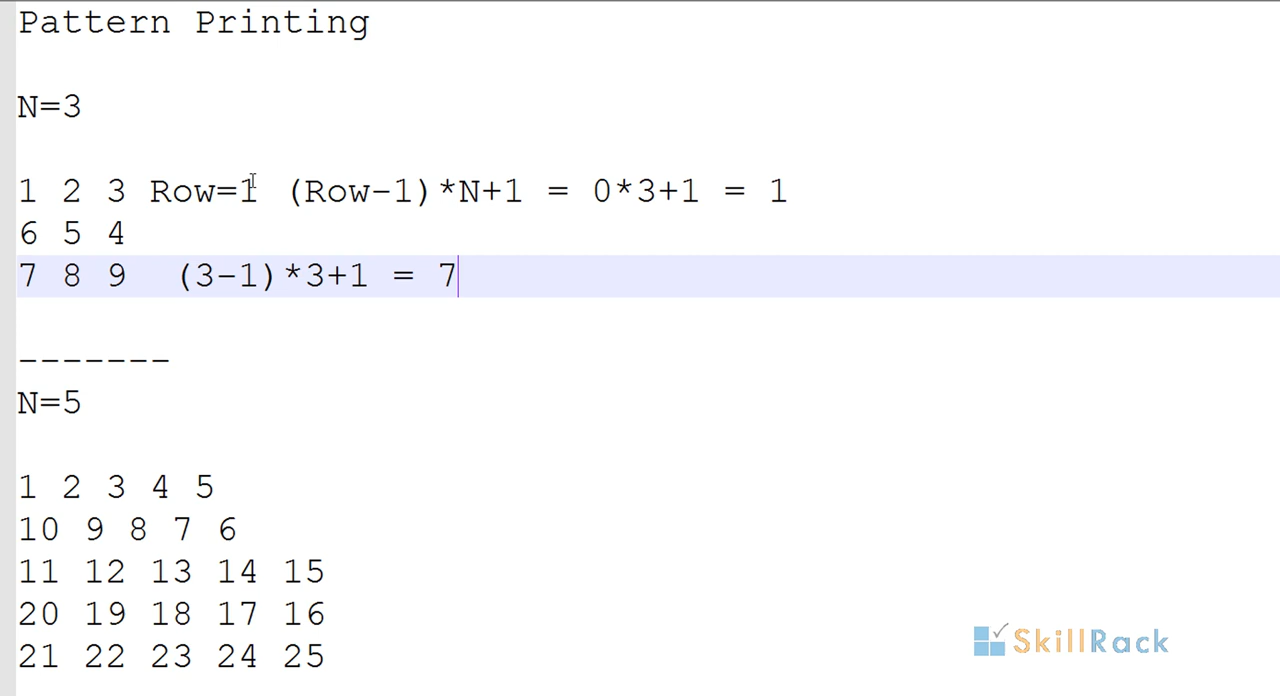 Pattern Printing
N=3
1 2 3 Row=1 (Row-1)*N+1 = 0*3+1 = 1
6 5 4
7 8 9 (3-1)*3+1 = 7
-------
N=5
1 2 3 4 5
10 9 8 7 6
11 12 13 14 15
20 19 18 17 16
21 22 23 24 25
SkillRack